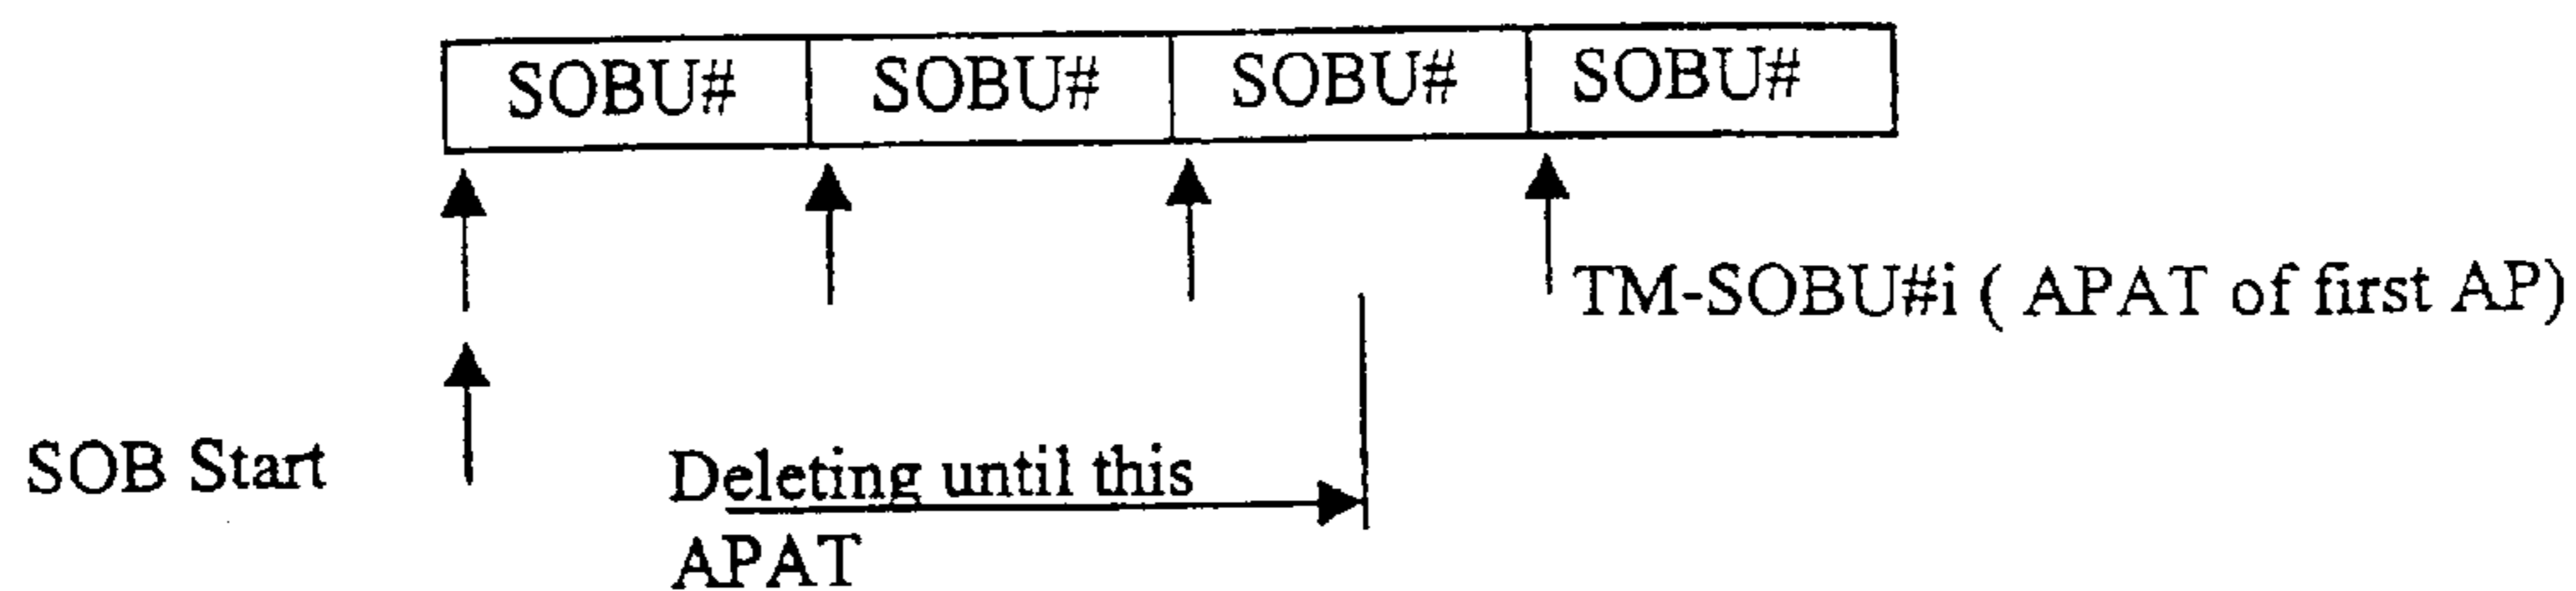 SOBU# SOBU# SOBU# SOBU#
TM-SOBU#i ( APAT of first AP)
SOB Start
Deleting until this
APAT